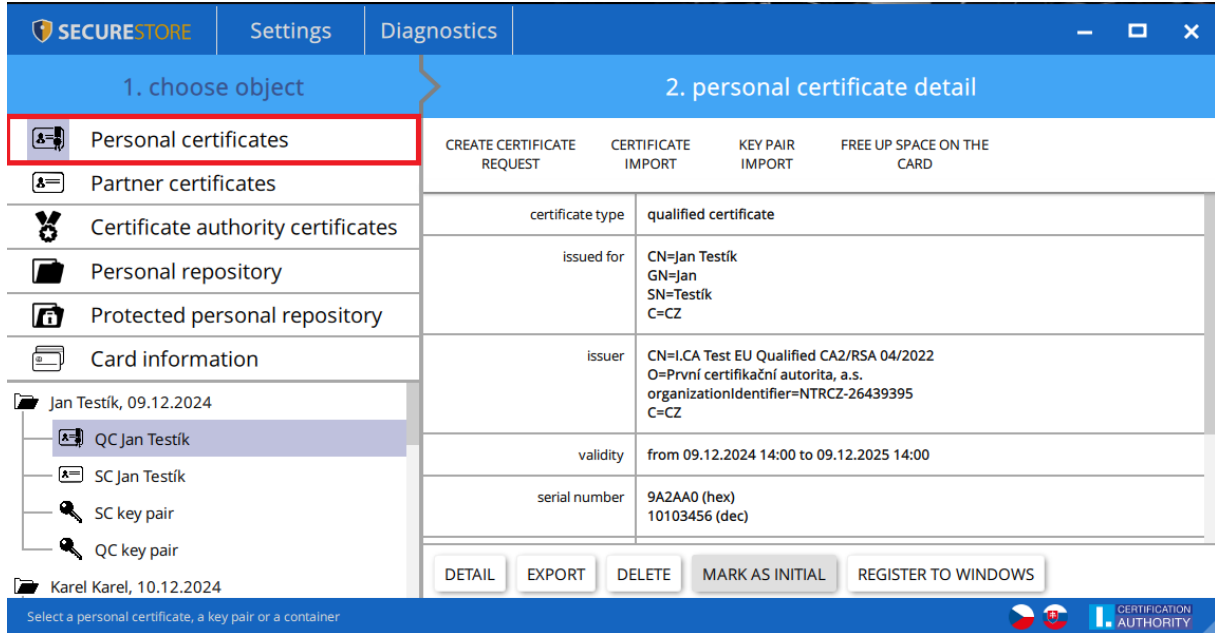 SECURESTORE
Settings
Diagnostics
1. choose object
2. personal certificate detail
Personal certificates
Partner certificates
Certificate authority certificates
Personal repository
Protected personal repository
Card information
Jan Testík, 09.12.2024
QC Jan Testík
SC Jan Testík
SC key pair
QC key pair
Karel Karel, 10.12.2024
CREATE CERTIFICATE
REQUEST
CERTIFICATE
IMPORT
KEY PAIR
IMPORT
FREE UP SPACE ON THE
CARD
certificate type
qualified certificate
issued for
CN=Jan Testík
GN=Jan
SN=Testík
C=CZ
issuer
CN=I.CA Test EU Qualified CA2/RSA 04/2022
O=První certifikační autorita, a.s.
organizationIdentifier=NTRCZ-26439395
C=CZ
validity
from 09.12.2024 14:00 to 09.12.2025 14:00
serial number
9A2AA0 (hex)
10103456 (dec)
DETAIL
EXPORT
DELETE
MARK AS INITIAL
REGISTER TO WINDOWS
Select a personal certificate, a key pair or a container
I.
CERTIFICATION
AUTHORITY